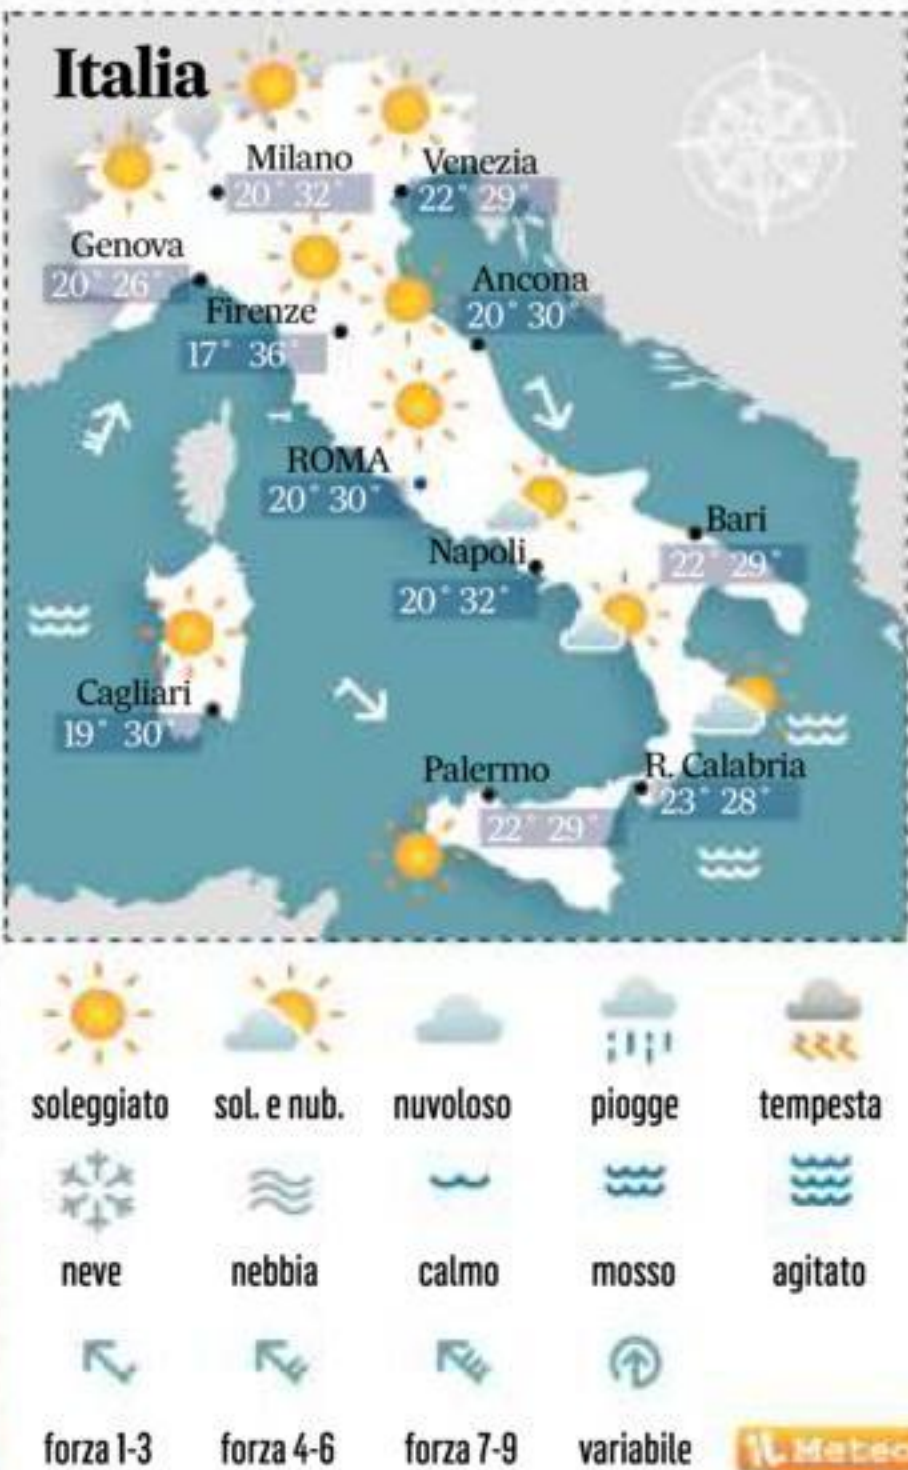 Italia
Milano
20° 32°
Venezia
22° 29°
Genova
20° 26°
Ancona
20° 30°
Firenze
17° 36°
ROMA
20° 30°
Bari
22° 29°
Napoli
20° 32°
Cagliari
19° 30°
Palermo
22° 29°
R. Calabria
23° 28°
soleggiato sol. e nub. nuvoloso piogge tempesta
neve nebbia calmo mosso agitato
forza 1-3 forza 4-6 forza 7-9 variabile
iL Meteo